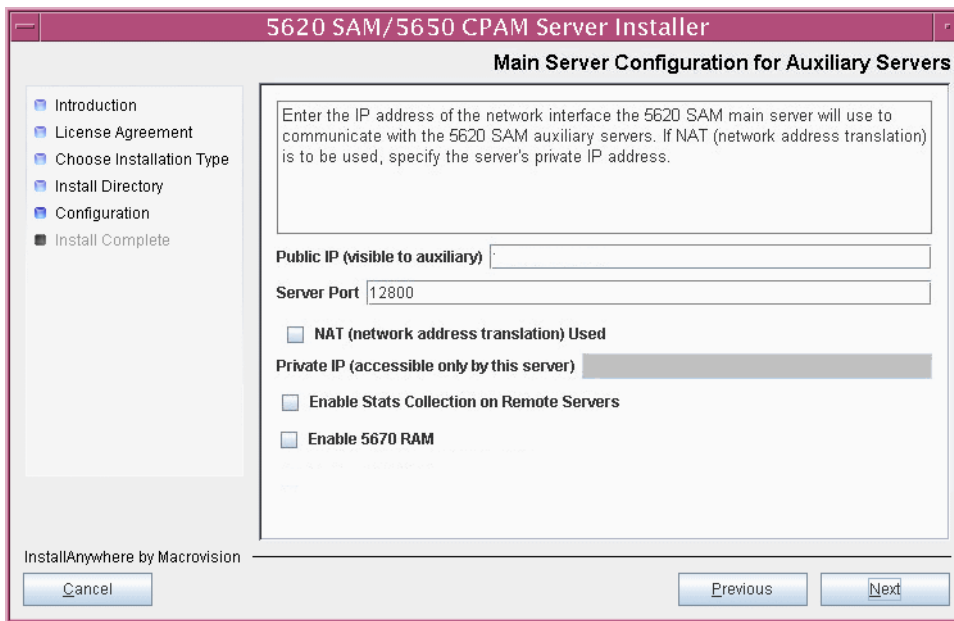 5620 SAM/5650 CPAM Server Installer
Main Server Configuration for Auxiliary Servers
Introduction
License Agreement
Choose Installation Type
Install Directory
Configuration
Install Complete
Enter the IP address of the network interface the 5620 SAM main server will use to
communicate with the 5620 SAM auxiliary servers. If NAT (network address translation)
is to be used, specify the server's private IP address.
Public IP (visible to auxiliary)
Server Port 12800
NAT (network address translation) Used
Private IP (accessible only by this server)
Enable Stats Collection on Remote Servers
Enable 5670 RAM
InstallAnywhere by Macrovision
Cancel
Previous
Next